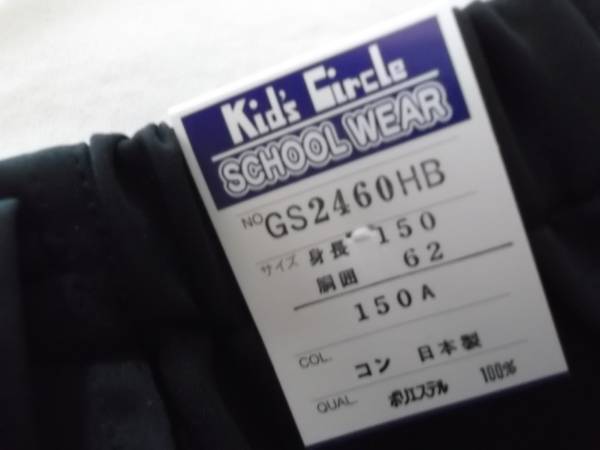 Kid's Circle
SCHOOL WEAR
NO GS2460HB
サイズ 身長 150
胴囲 62
150A
COL. コン 日本製
QUAL. ポリエステル 100%